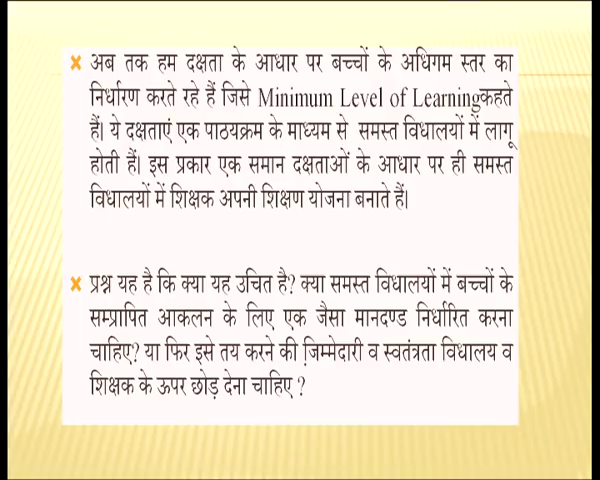 अब तक हम दक्षता के आधार पर बच्चों के अधिगम स्तर का
निर्धारण करते रहे हैं जिसे Minimum Level of Learningकहते
हैं। ये दक्षताएं एक पाठयक्रम के माध्यम से समस्त विधालयों में लागू
होती हैं। इस प्रकार एक समान दक्षताओं के आधार पर ही समस्त
विधालयों में शिक्षक अपनी शिक्षण योजना बनाते हैं।
प्रश्न यह है कि क्या यह उचित है? क्या समस्त विधालयों में बच्चों के
सम्प्रापित आकलन के लिए एक जैसा मानदण्ड निर्धारित करना
चाहिए? या फिर इसे तय करने की जि़म्मेदारी व स्वतंत्रता विधालय व
शिक्षक के ऊपर छोड़ देना चाहिए ?